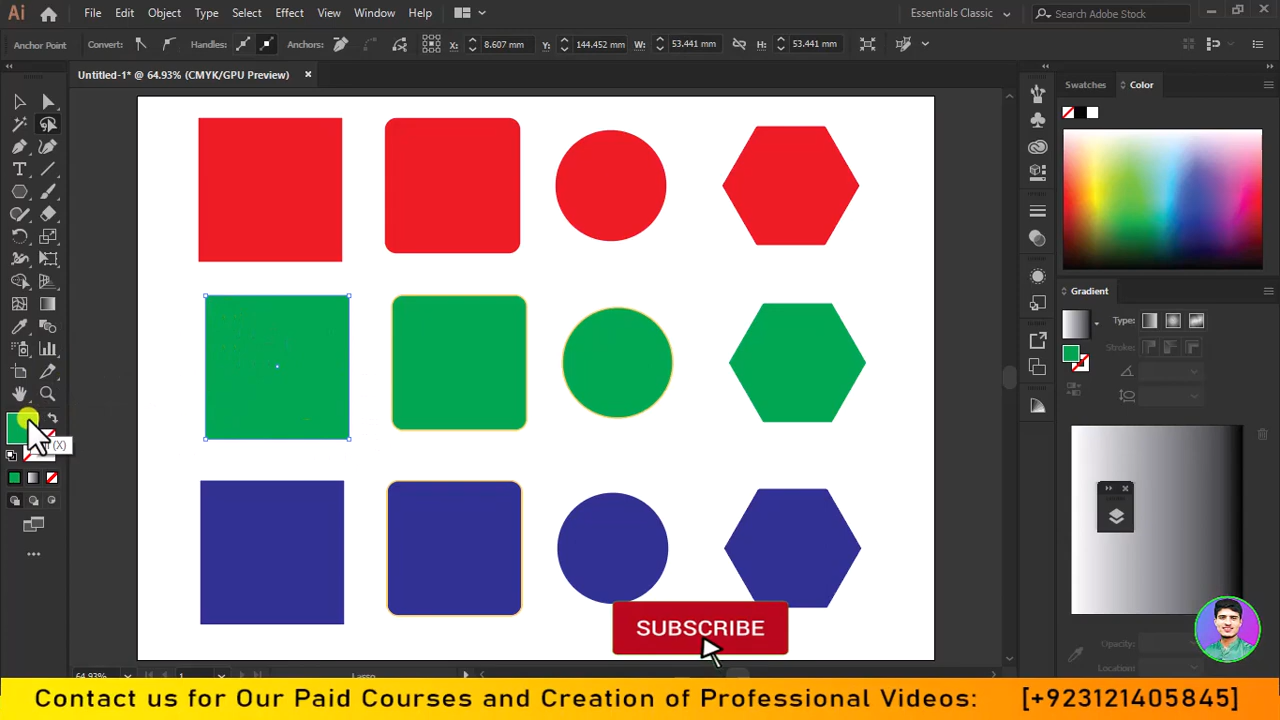 Ai File Edit Object Type Select Effect View Window Help Essentials Classic Search Adobe Stock
Anchor Point Convert: Handles: Anchors: X: 8.607 mm Y: 144.452 mm W: 53.441 mm H: 53.441 mm
Untitled-1* @ 64.93% (CMYK/GPU Preview)
Swatches Color
Gradient
Type:
Stroke:
(X)
SUBSCRIBE
Opacity:
Location:
64.93% 1 Lasso
Contact us for Our Paid Courses and Creation of Professional Videos: [+923121405845]